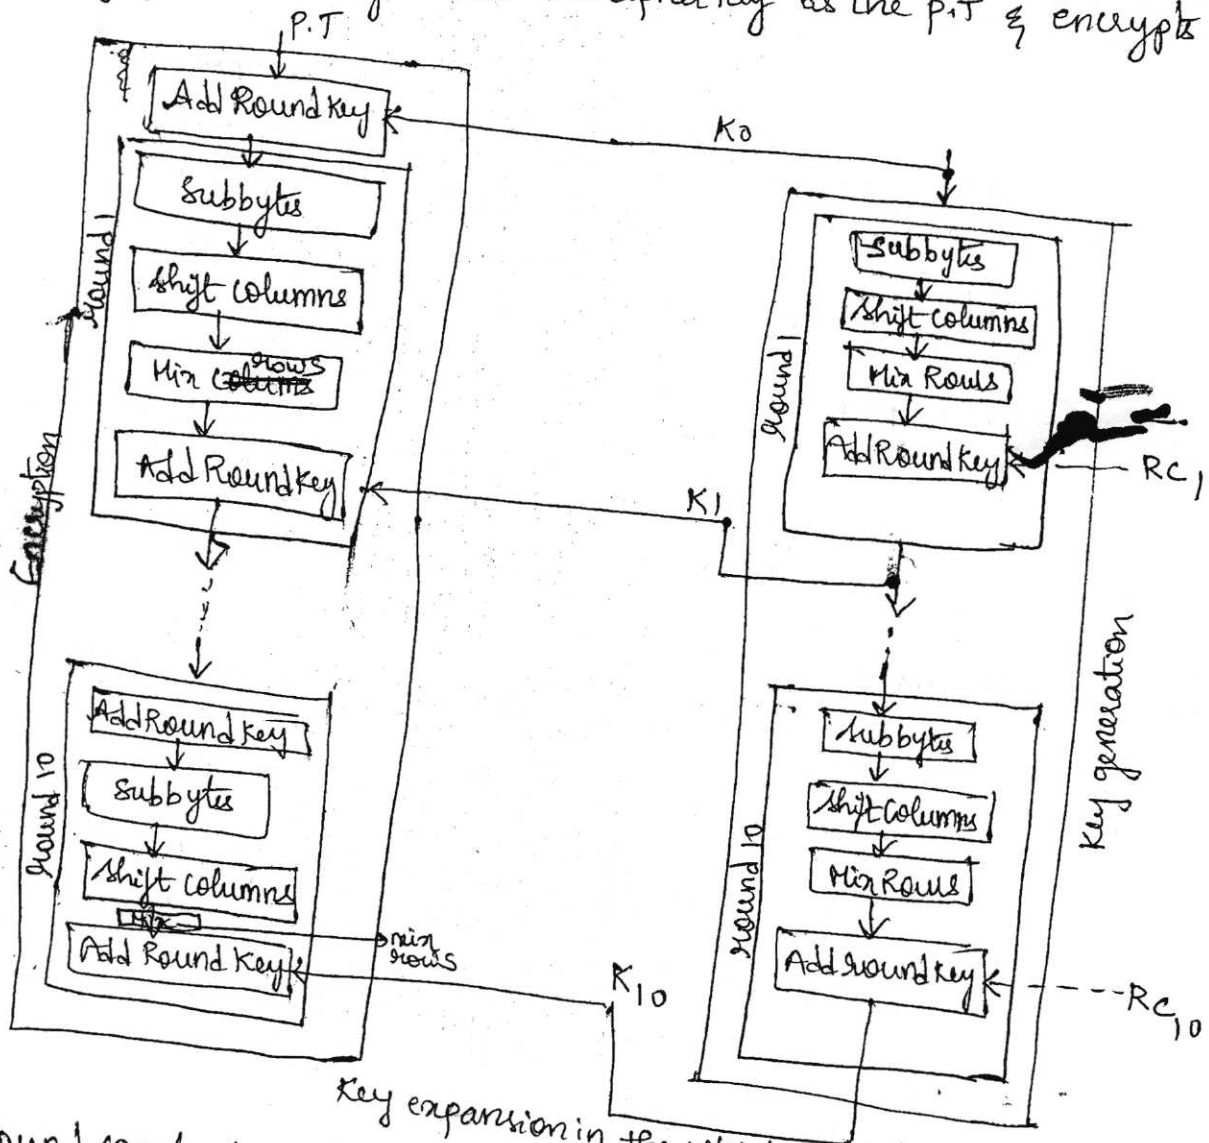 as the P.T & encrypts
P.T
Add Round Key
K0
Subbytes
Shift columns
Mix rows
Add Round Key
round 1
Encryption
K1
Subbytes
Shift columns
Mix Rows
Add Round Key
RC1
round 1
Add Round Key
Subbytes
Shift columns
Mix
Add Round Key
mix
rows
round 10
K10
Subbytes
Shift columns
Mix Rows
Add round key
RC10
round 10
Key generation
Key expansion in the